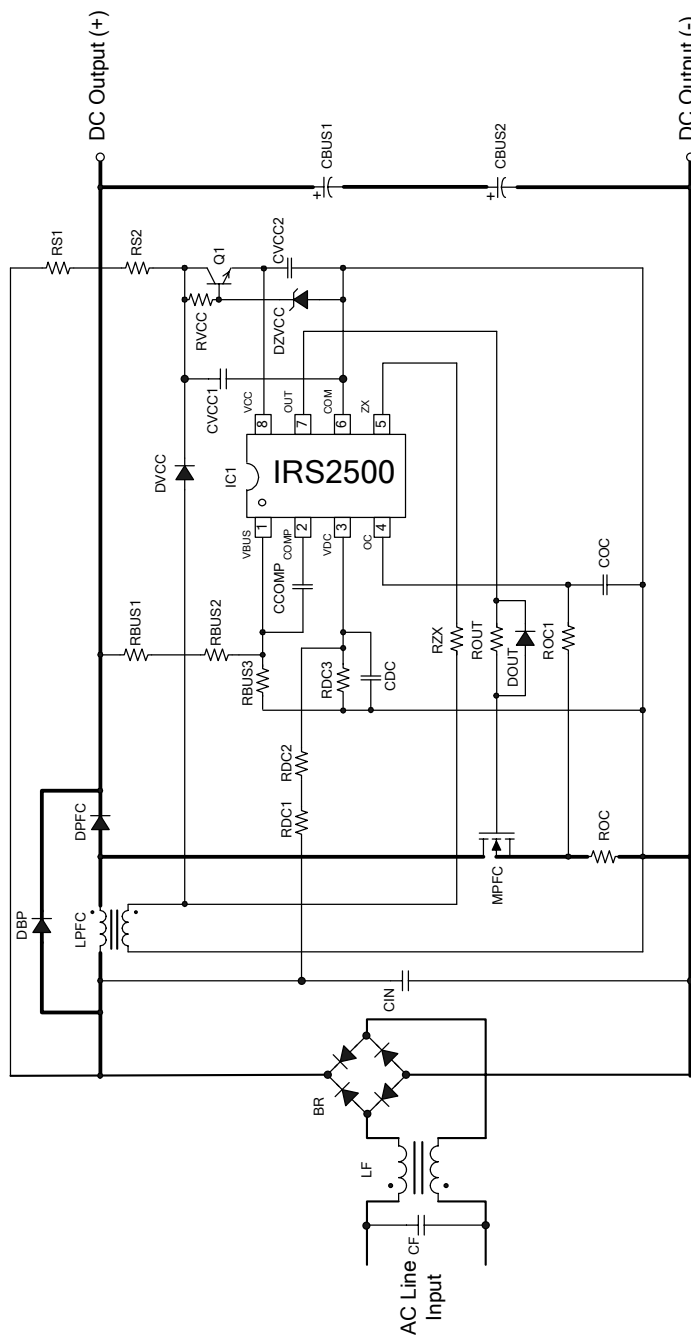 DC Output (+)
DC Output (-)
CBUS1
+
CBUS2
+
RS1
RS2
Q1
CVCC2
RVCC
DZVCC
CVCC1
DVCC
VCC
OUT
COM
ZX
8
7
6
5
IC1
IRS2500
1
2
3
4
VBUS
COMP
VDC
OC
CCOMP
COC
RBUS1
RBUS2
RBUS3
RDC3
CDC
RZX
ROUT
DOUT
ROC1
RDC2
RDC1
DPFC
DBP
LPFC
MPFC
ROC
CIN
BR
LF
CF
AC Line
Input